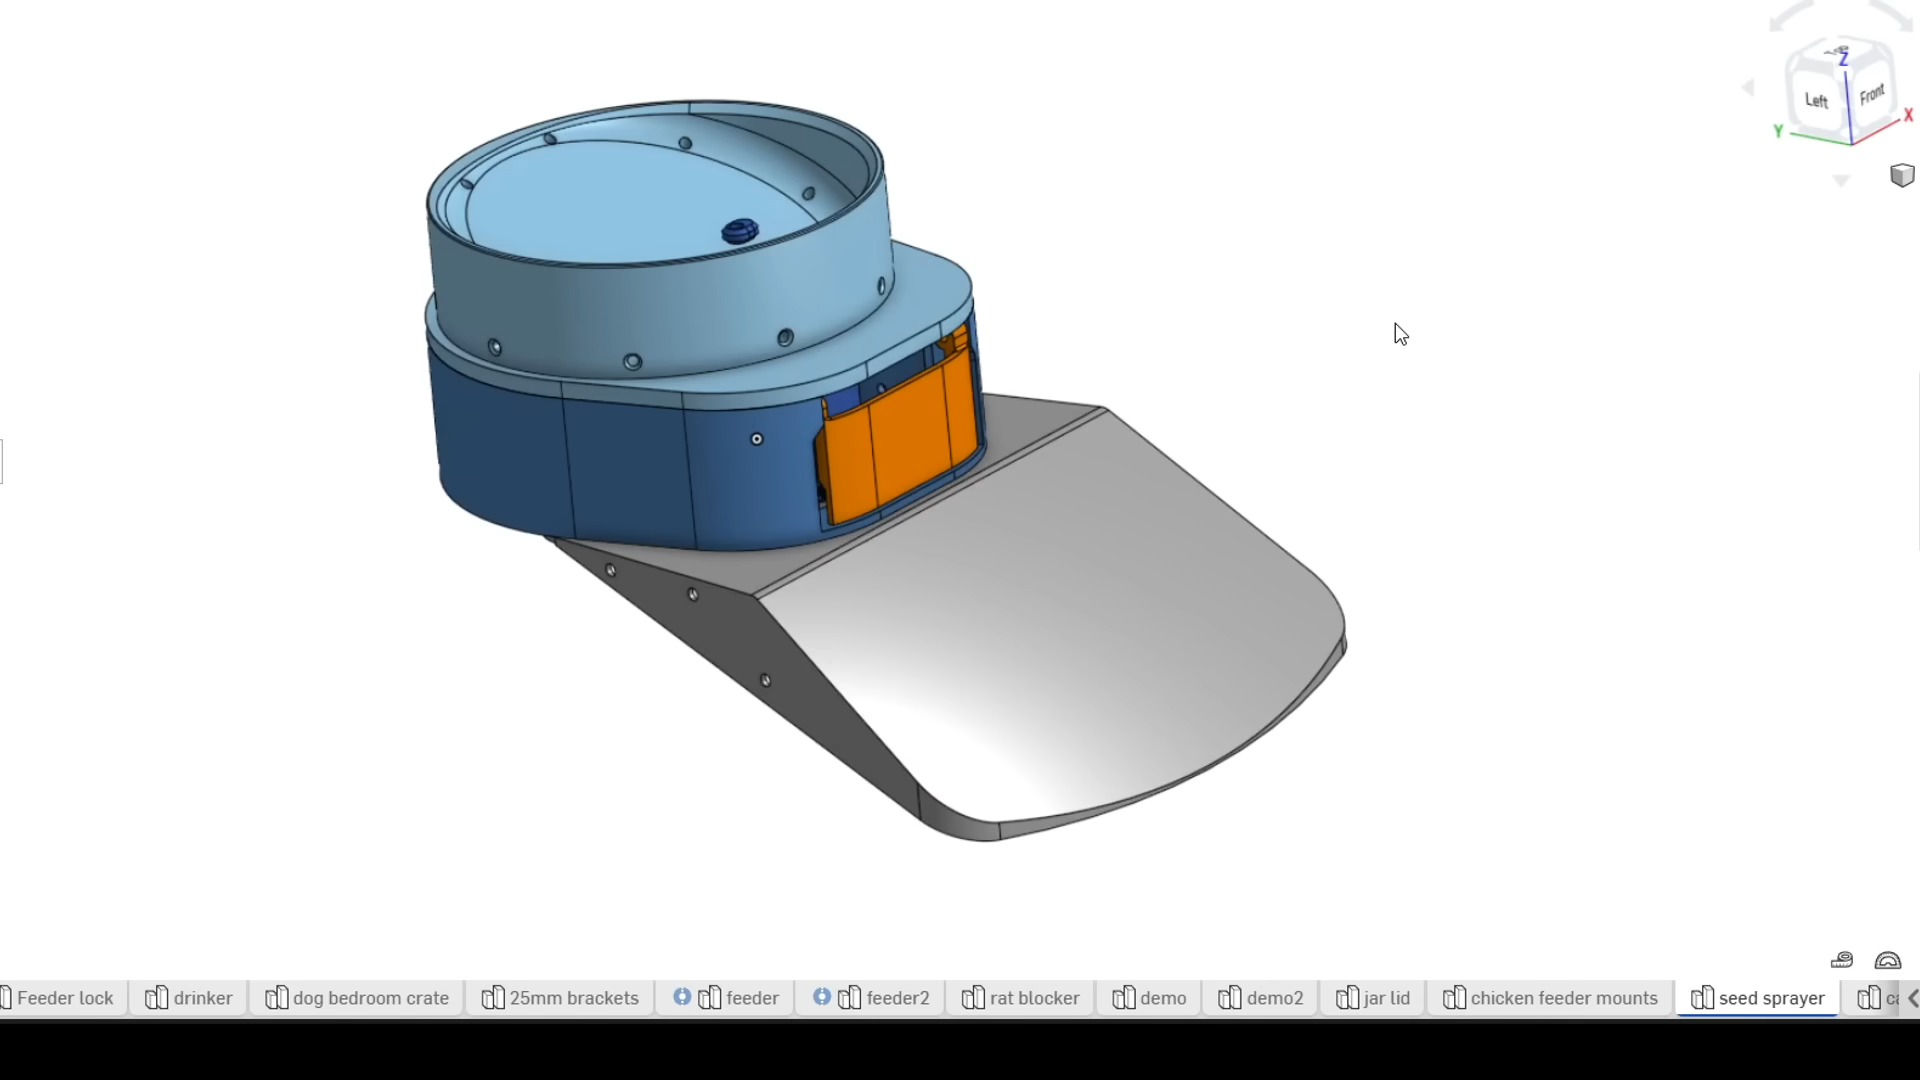 Z
Left
Front
X
Y
Feeder lock
drinker
dog bedroom crate
25mm brackets
feeder
feeder2
rat blocker
demo
demo2
jar lid
chicken feeder mounts
seed sprayer